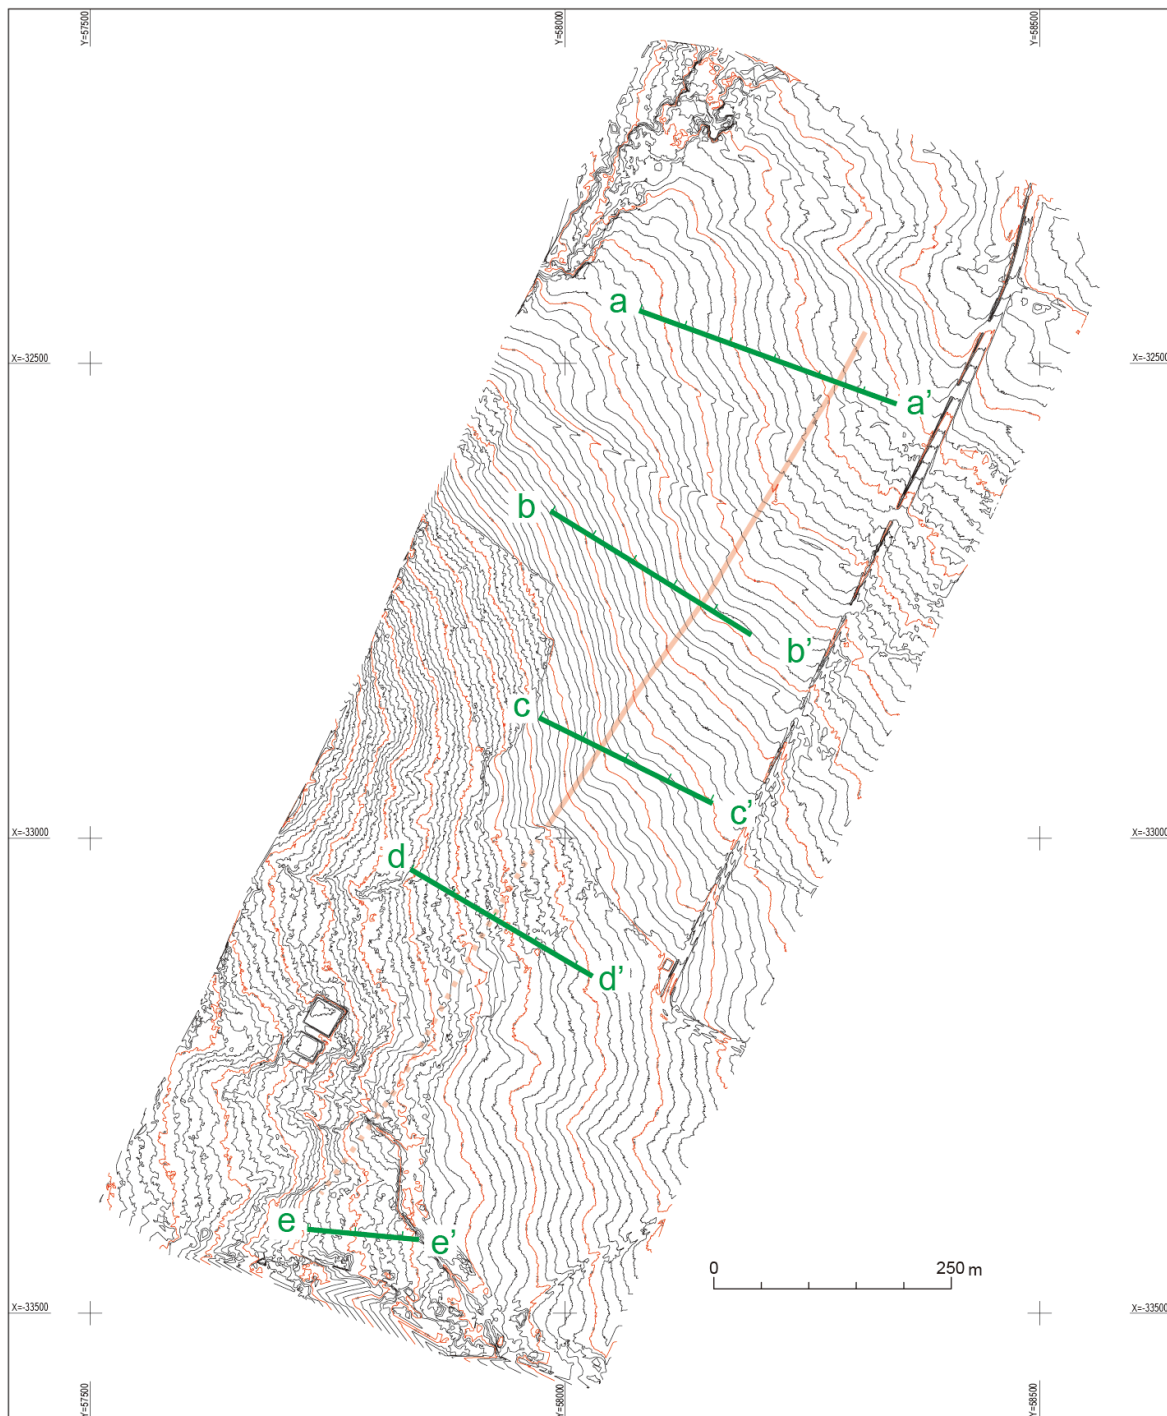 Y=57500
Y=58000
Y=58500
a
X=-32500
X=-32500
a’
b
b’
c
c’
X=-33000
X=-33000
d
d’
e
e’
0 250 m
X=-33500
X=-33500
Y=57500
Y=58000
Y=58500